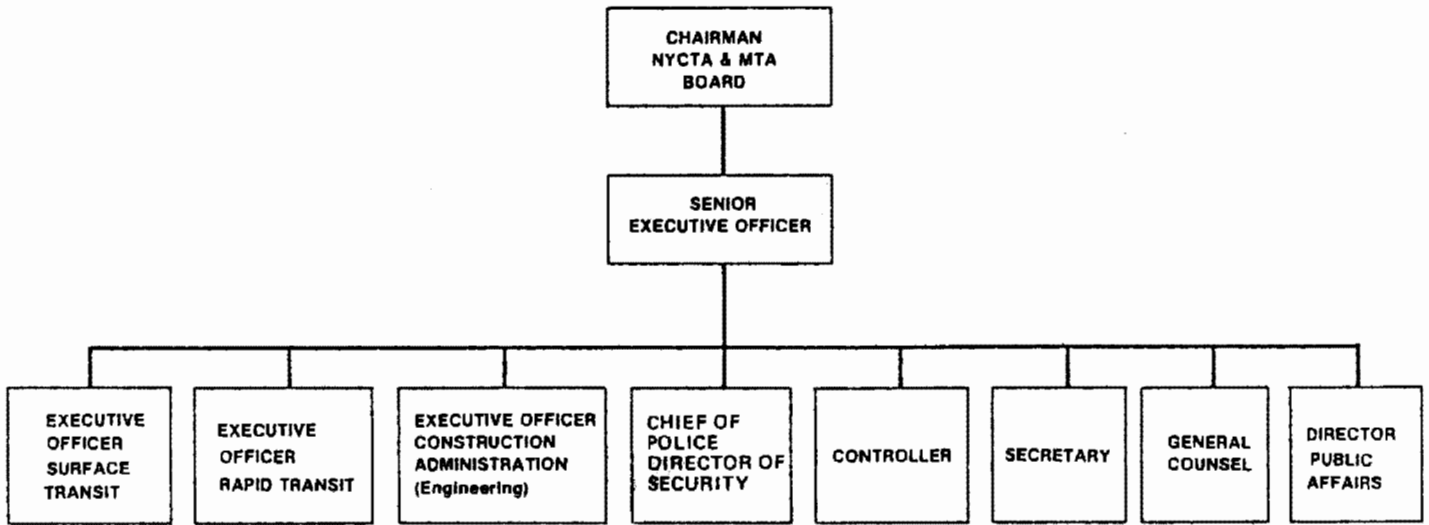 CHAIRMAN
NYCTA & MTA
BOARD
SENIOR
EXECUTIVE OFFICER
EXECUTIVE
OFFICER
SURFACE
TRANSIT
EXECUTIVE
OFFICER
RAPID TRANSIT
EXECUTIVE OFFICER
CONSTRUCTION
ADMINISTRATION
(Engineering)
CHIEF OF
POLICE
DIRECTOR OF
SECURITY
CONTROLLER
SECRETARY
GENERAL
COUNSEL
DIRECTOR
PUBLIC
AFFAIRS